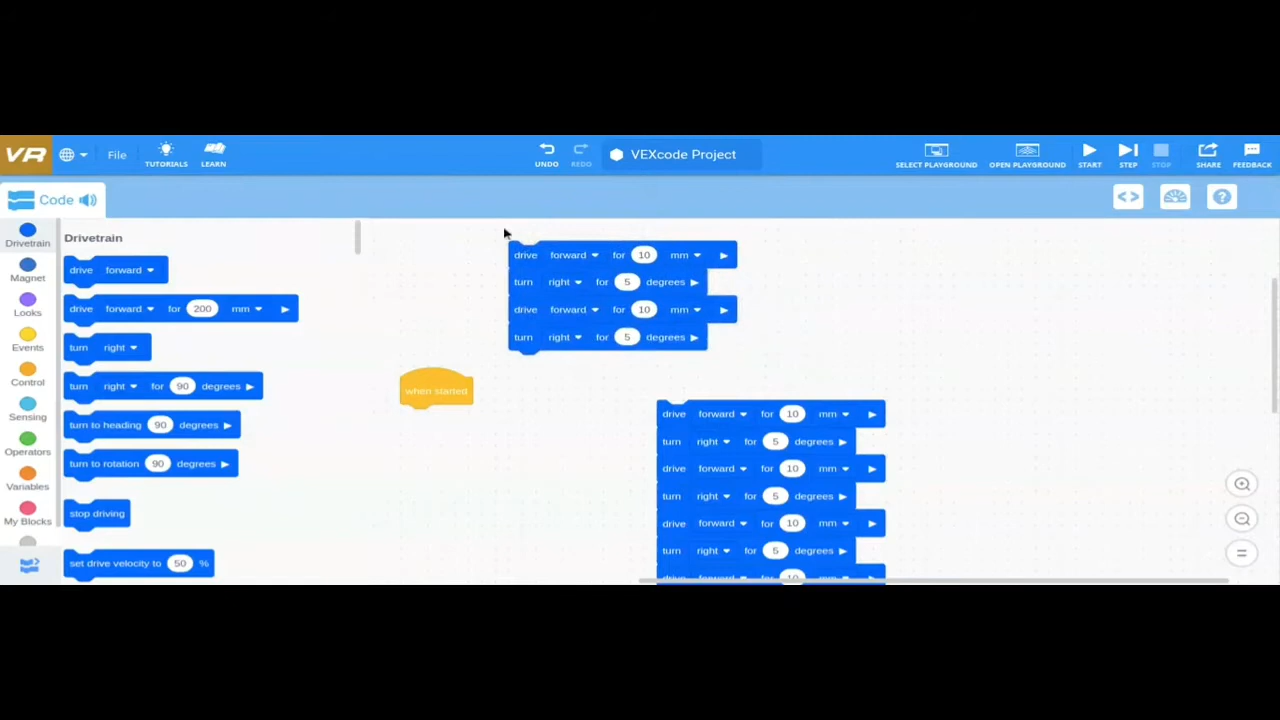 VR
File
TUTORIALS
LEARN
UNDO
REDO
VEXcode Project
SELECT PLAYGROUND
OPEN PLAYGROUND
START
STEP
STOP
SHARE
FEEDBACK
Code
Drivetrain
Magnet
Looks
Events
Control
Sensing
Operators
Variables
My Blocks
Drivetrain
drive forward
drive forward for 200 mm
turn right
turn right for 90 degrees
turn to heading 90 degrees
turn to rotation 90 degrees
stop driving
set drive velocity to 50 %
drive forward for 10 mm
turn right for 5 degrees
drive forward for 10 mm
turn right for 5 degrees
when started
drive forward for 10 mm
turn right for 5 degrees
drive forward for 10 mm
turn right for 5 degrees
drive forward for 10 mm
turn right for 5 degrees
drive forward for 10 mm